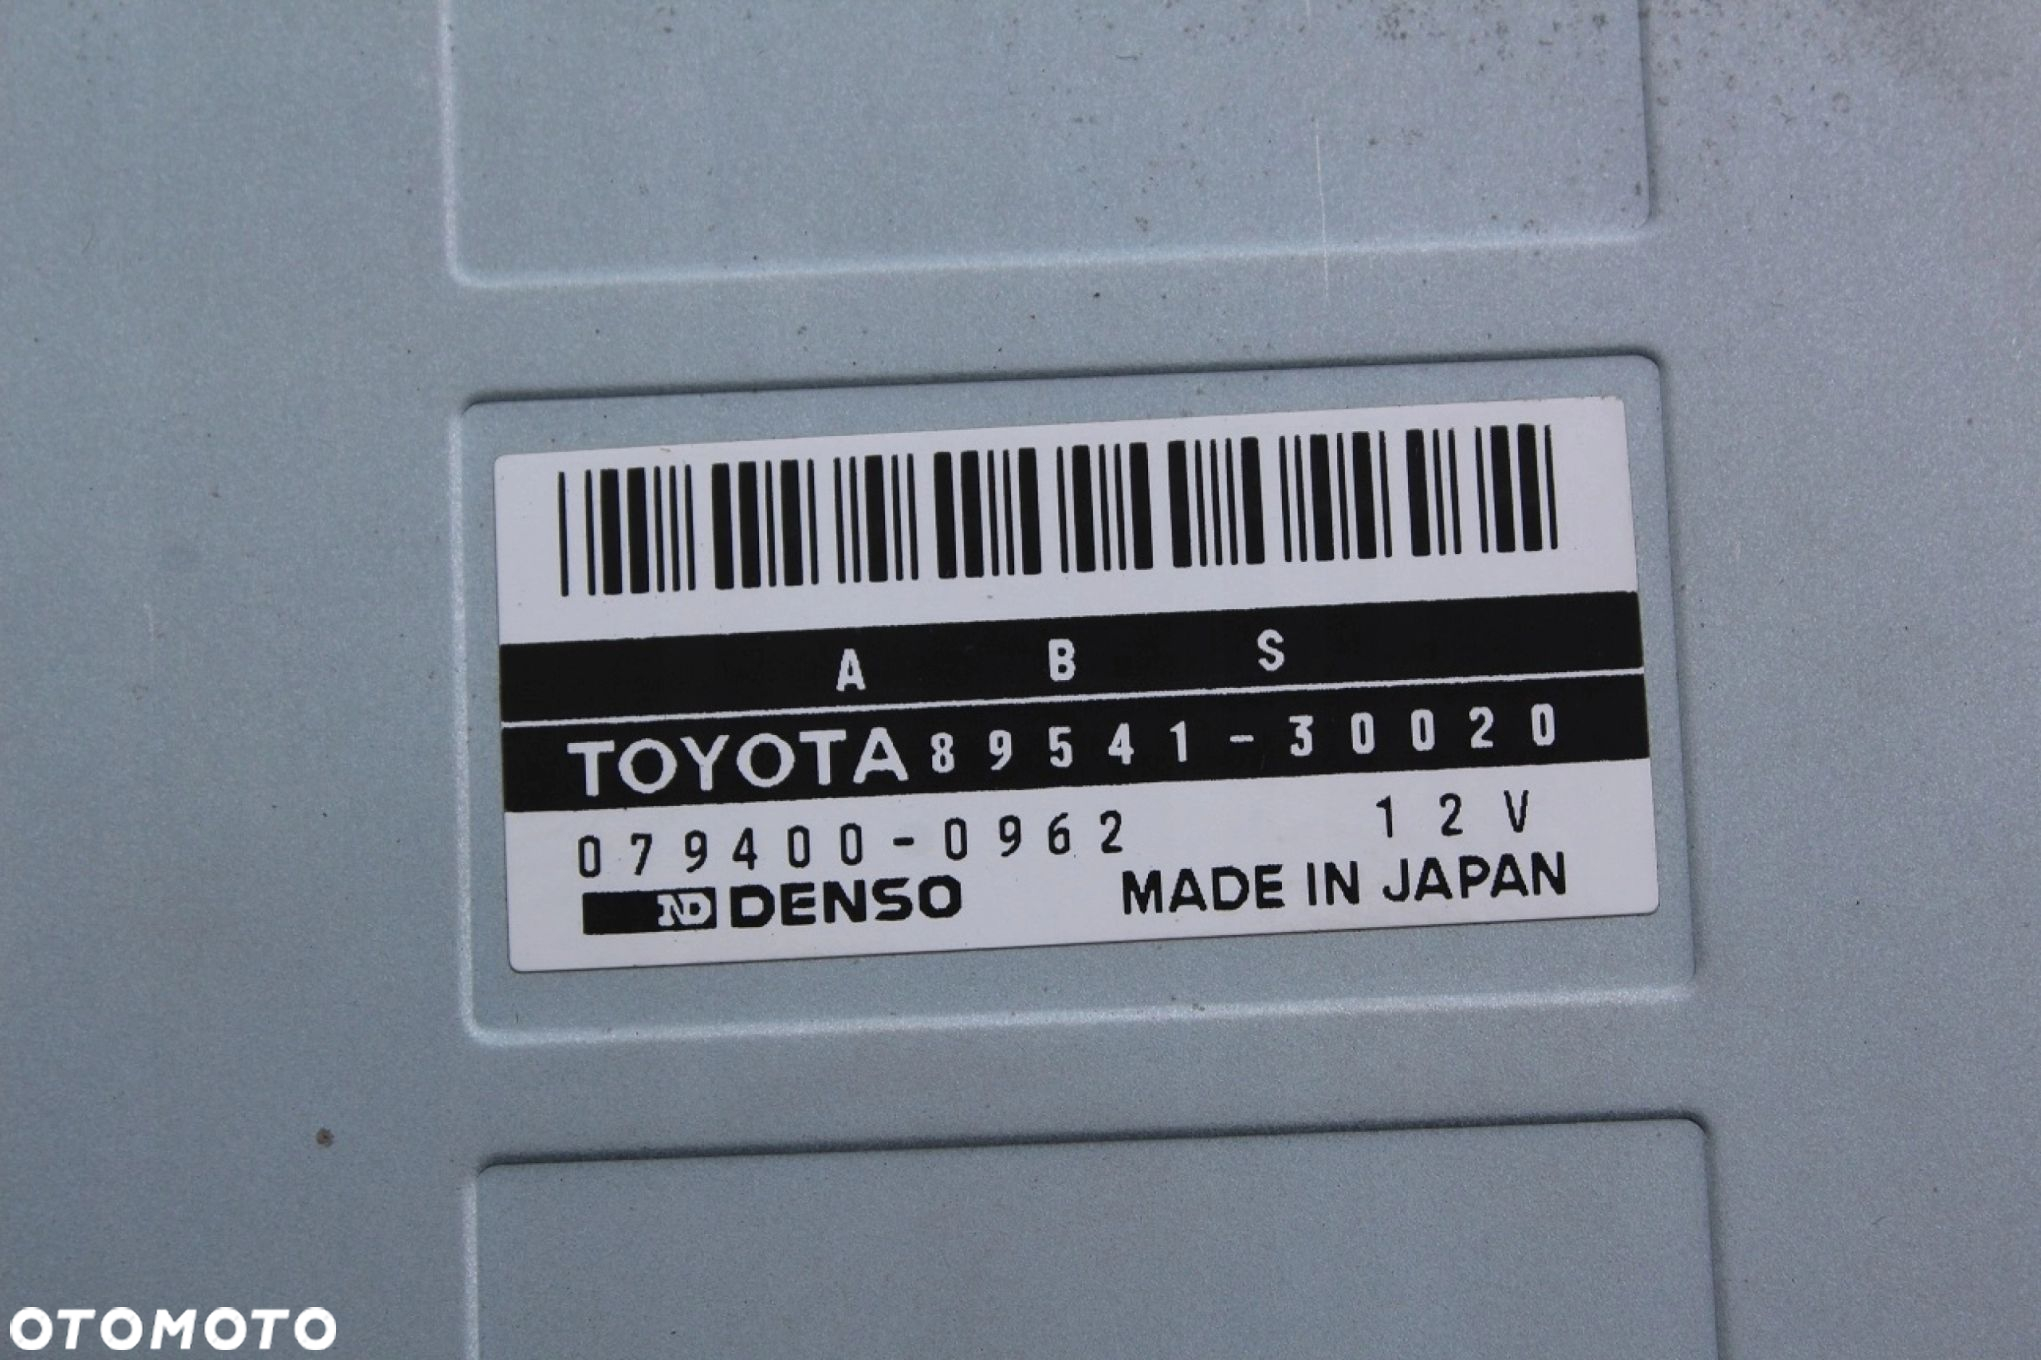 A B S
TOYOTA 89541-30020
079400-0962 12V
ND DENSO MADE IN JAPAN
OTOMOTO